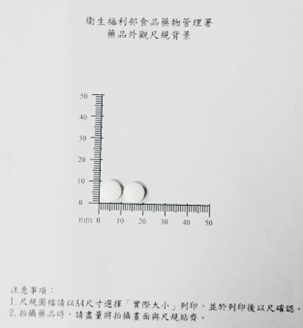 衛生福利部食品藥物管理署
藥品外觀尺規背景
50
40
30
20
10
0
mm 0 10 20 30 40 50
注意事項：
1. 尺規圖檔請以A4尺寸選擇「實際大小」列印，並於列印後以尺確認。
2. 拍攝藥品時，請盡量將拍攝畫面與尺規貼齊。